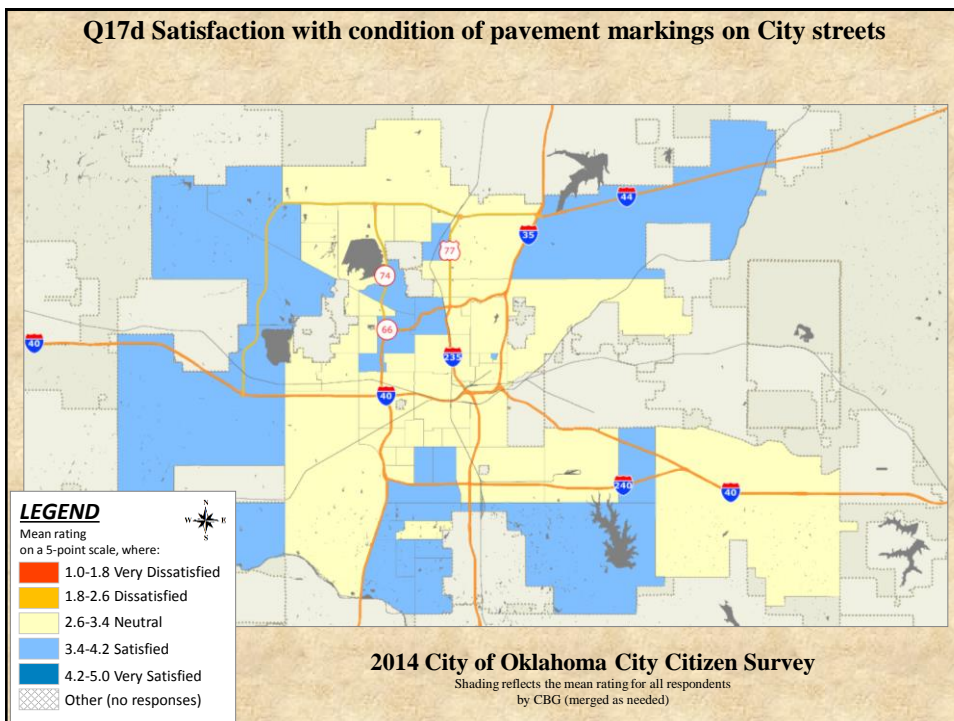 Q17d Satisfaction with condition of pavement markings on City streets
44
35
77
74
66
40
235
40
240
40
LEGEND
N
W E
S
Mean rating
on a 5-point scale, where:
1.0-1.8 Very Dissatisfied
1.8-2.6 Dissatisfied
2.6-3.4 Neutral
3.4-4.2 Satisfied
4.2-5.0 Very Satisfied
Other (no responses)
2014 City of Oklahoma City Citizen Survey
Shading reflects the mean rating for all respondents
by CBG (merged as needed)